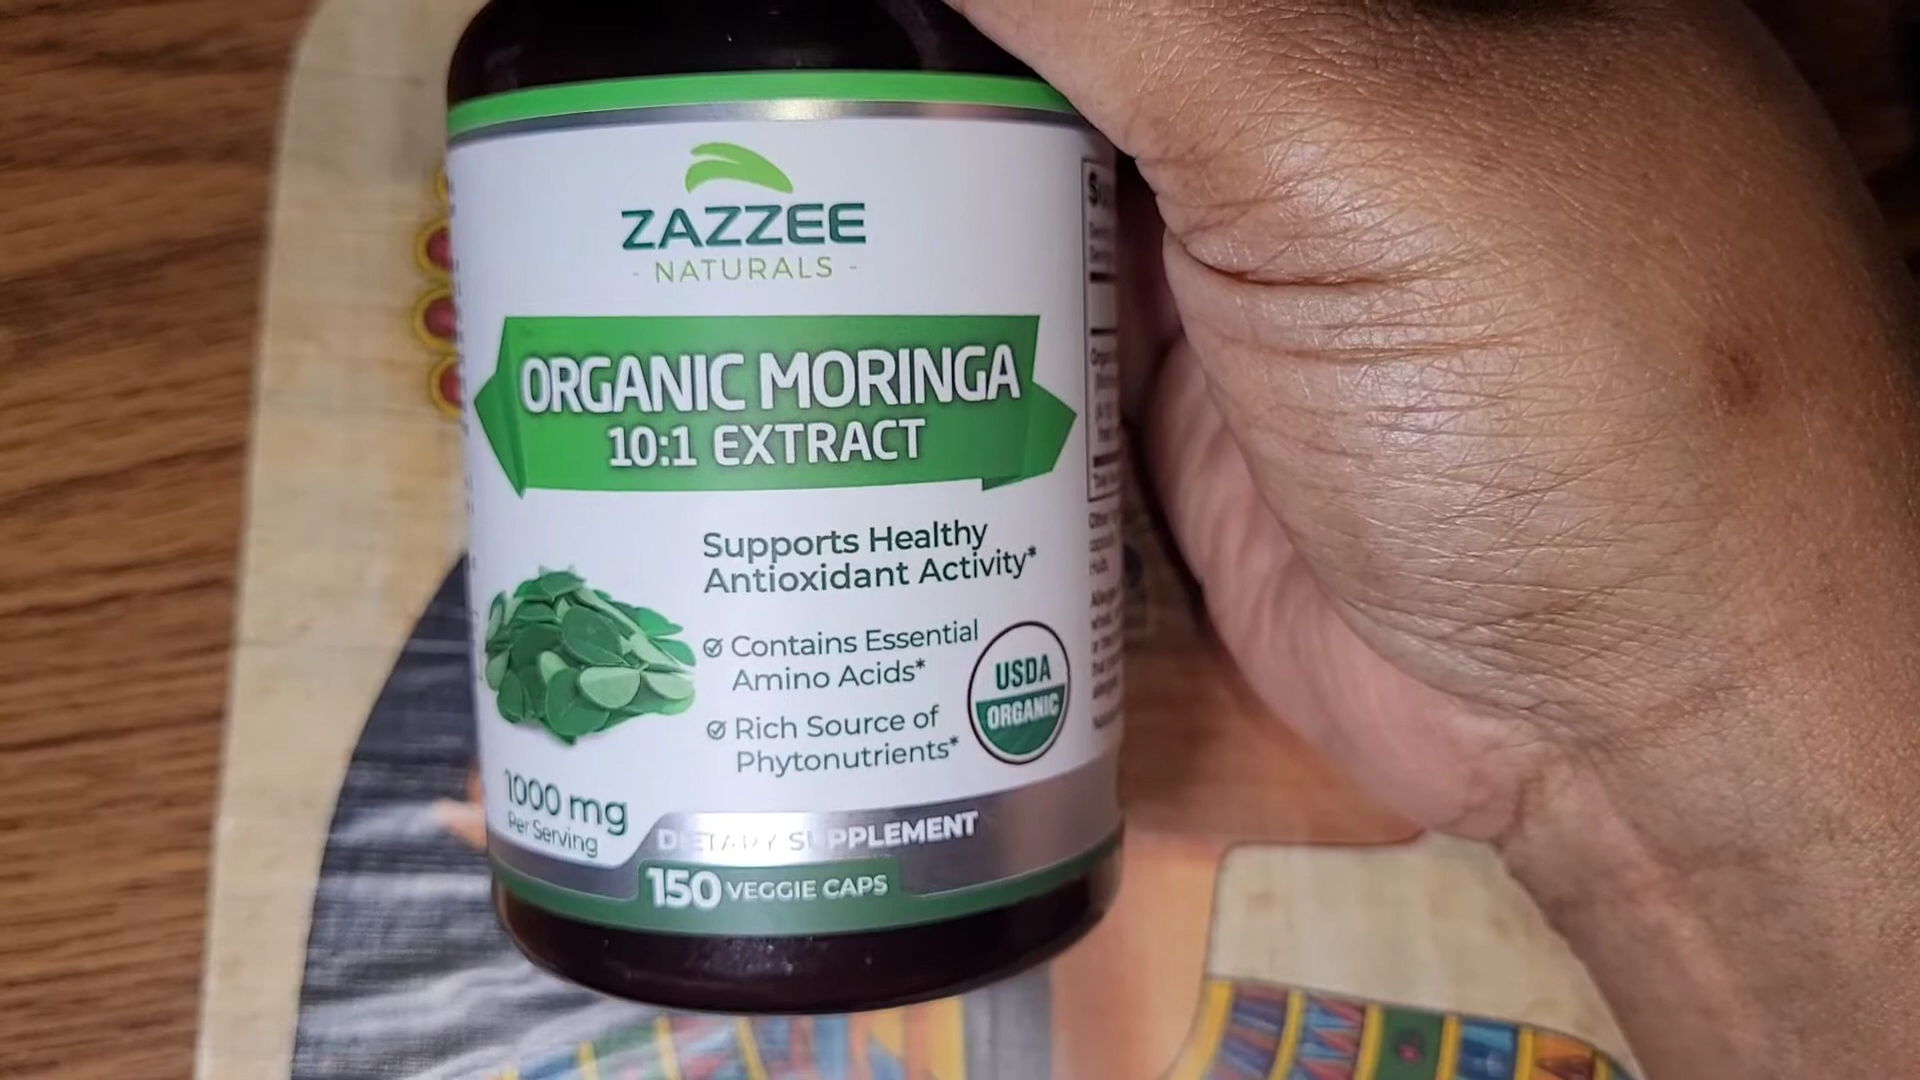 ZAZZEE
- NATURALS -
ORGANIC MORINGA
10:1 EXTRACT
Supports Healthy
Antioxidant Activity*
Contains Essential
Amino Acids*
Rich Source of
Phytonutrients*
USDA
ORGANIC
1000 mg
Per Serving
DIETARY SUPPLEMENT
150 VEGGIE CAPS